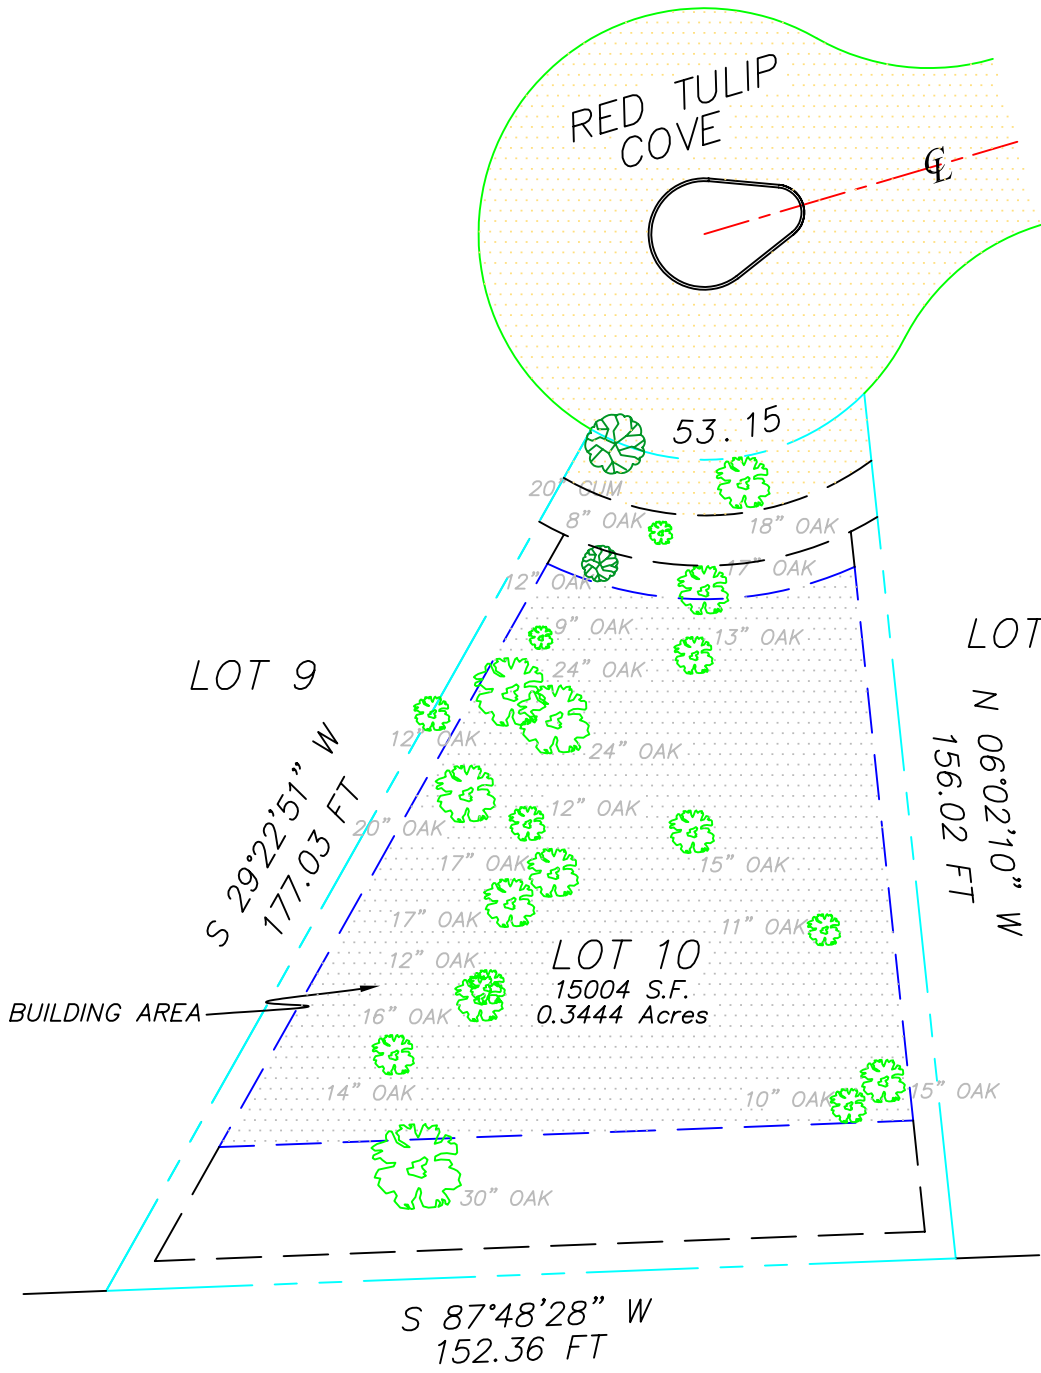 RED TULIP
COVE
CL
53.15
20" GUM
8" OAK
18" OAK
17" OAK
12" OAK
9" OAK
13" OAK
LOT
LOT 9
24" OAK
12" OAK
24" OAK
N 06°02'10" W
156.02 FT
S 29°22'51" W
177.03 FT
20" OAK
12" OAK
17" OAK
15" OAK
17" OAK
11" OAK
12" OAK
LOT 10
15004 S.F.
0.3444 Acres
BUILDING AREA
16" OAK
14" OAK
10" OAK
15" OAK
30" OAK
S 87°48'28" W
152.36 FT